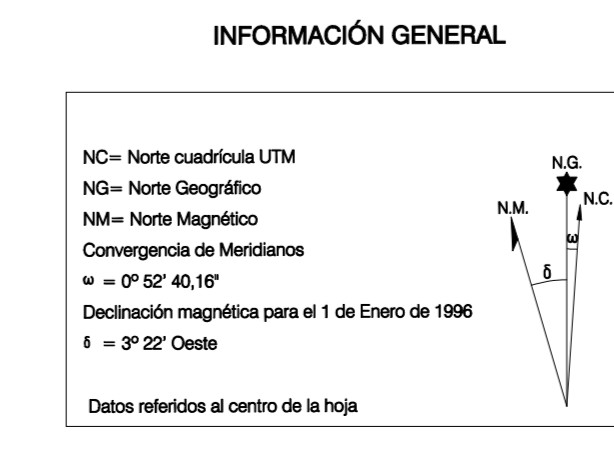 INFORMACIÓN GENERAL
NC= Norte cuadrícula UTM
NG= Norte Geográfico
NM= Norte Magnético
Convergencia de Meridianos
ω = 0º 52' 40,16"
Declinación magnética para el 1 de Enero de 1996
δ = 3º 22' Oeste
Datos referidos al centro de la hoja
N.G.
N.C.
N.M.
ω
δ